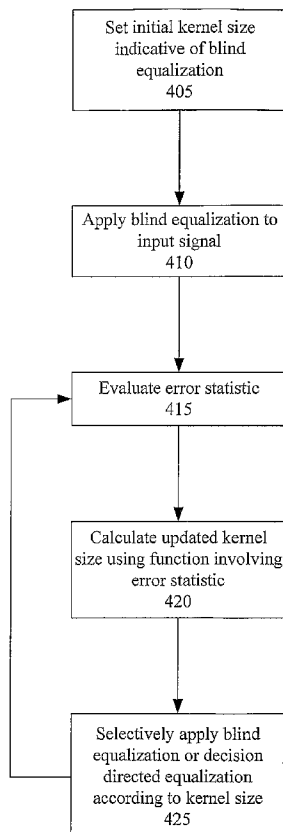 Set initial kernel size
indicative of blind
equalization
405
Apply blind equalization to
input signal
410
Evaluate error statistic
415
Calculate updated kernel
size using function involving
error statistic
420
Selectively apply blind
equalization or decision
directed equalization
according to kernel size
425